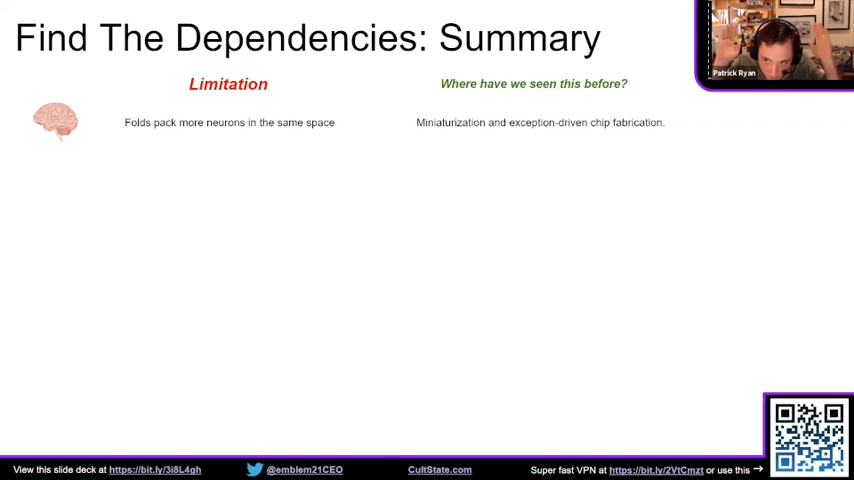 Find The Dependencies: Summary
Patrick Ryan
Limitation
Where have we seen this before?
Folds pack more neurons in the same space
Miniaturization and exception-driven chip fabrication.
View this slide deck at https://bit.ly/3i8L4gh
@emblem21CEO
CultState.com
Super fast VPN at https://bit.ly/2VtCmzt or use this →